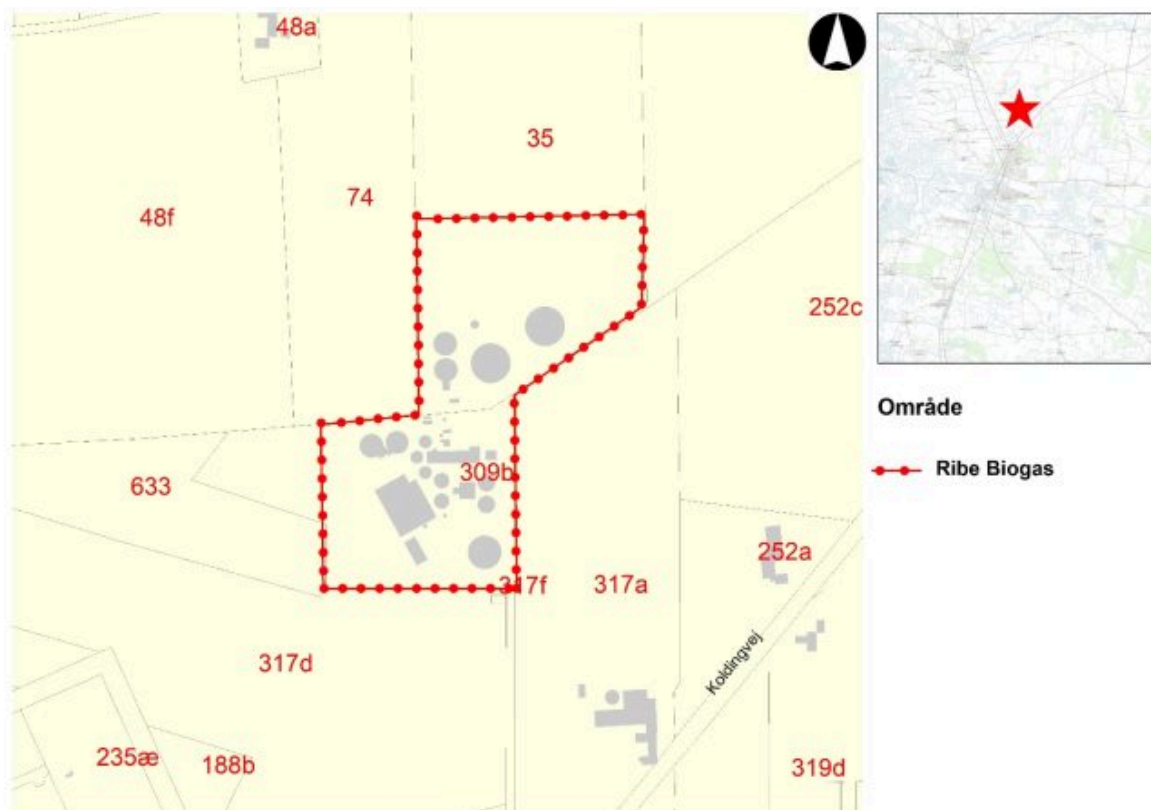 48a
35
74
48f
252c
Område
Ribe Biogas
309b
633
252a
317f
317a
Koldingvej
317d
235æ
188b
319d